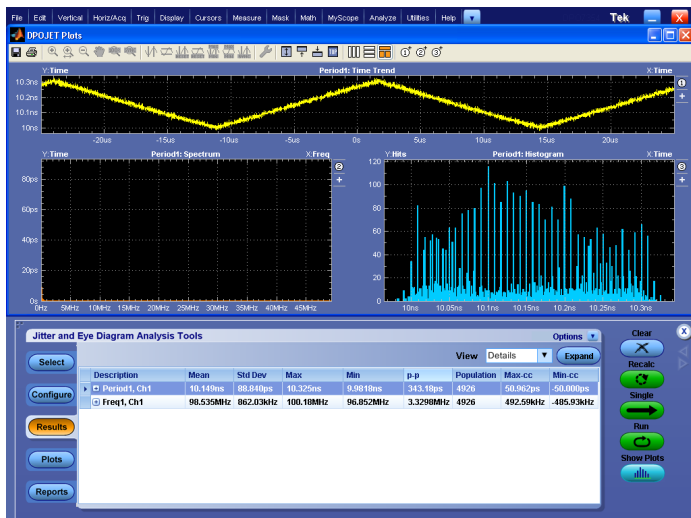 File Edit Vertical Horiz/Acq Trig Display Cursors Measure Mask Math MyScope Analyze Utilities Help Tek
DPOJET Plots
Y:Time Period1: Time Trend X:Time
10.3ns
10.2ns
10.1ns
10ns
-20us -15us -10us -5us 0s 5us 10us 15us 20us
1
Y:Time Period1: Spectrum X:Freq
80ps
60ps
40ps
20ps
0s
0Hz 5MHz 10MHz 15MHz 20MHz 25MHz 30MHz 35MHz 40MHz 45MHz
2
Y:Hits Period1: Histogram X:Time
120
100
80
60
40
20
0
10ns 10.05ns 10.1ns 10.15ns 10.2ns 10.25ns 10.3ns
3
Jitter and Eye Diagram Analysis Tools Options
View Details Expand
Select
Configure
Results
Plots
Reports
Description Mean Std Dev Max Min p-p Population Max-cc Min-cc
Period1, Ch1 10.149ns 88.840ps 10.325ns 9.9818ns 343.18ps 4926 50.962ps -50.000ps
Freq1, Ch1 98.535MHz 862.03kHz 100.18MHz 96.852MHz 3.3298MHz 4926 492.59kHz -485.93kHz
Clear
Recalc
Single
Run
Show Plots